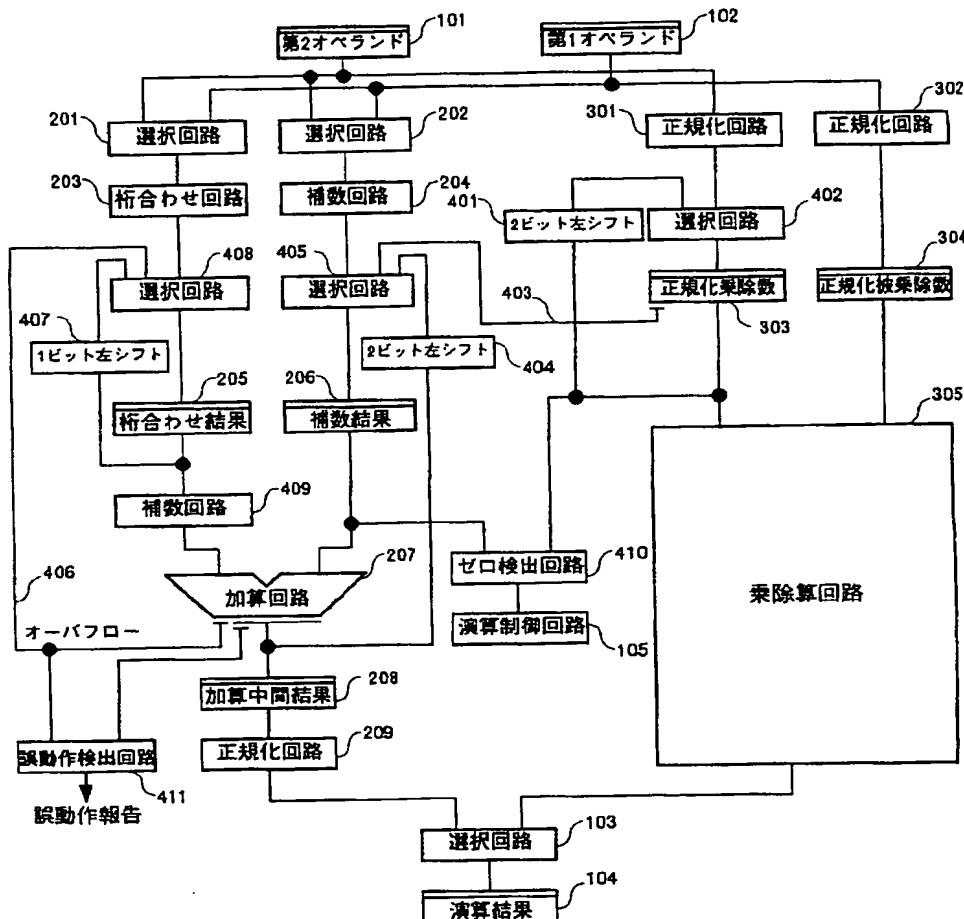 101
102
第2オペランド
第1オペランド
201
202
301
302
選択回路
選択回路
正規化回路
正規化回路
203
204
401
402
桁合わせ回路
補数回路
2ビット左シフト
選択回路
408
405
304
選択回路
選択回路
正規化乗除数
正規化被乗除数
407
403
303
1ビット左シフト
2ビット左シフト
404
205
206
305
桁合わせ結果
補数結果
補数回路
409
406
207
410
加算回路
ゼロ検出回路
乗除算回路
オーバフロー
演算制御回路
105
加算中間結果
208
誤動作検出回路
正規化回路
209
411
誤動作報告
選択回路
103
104
演算結果